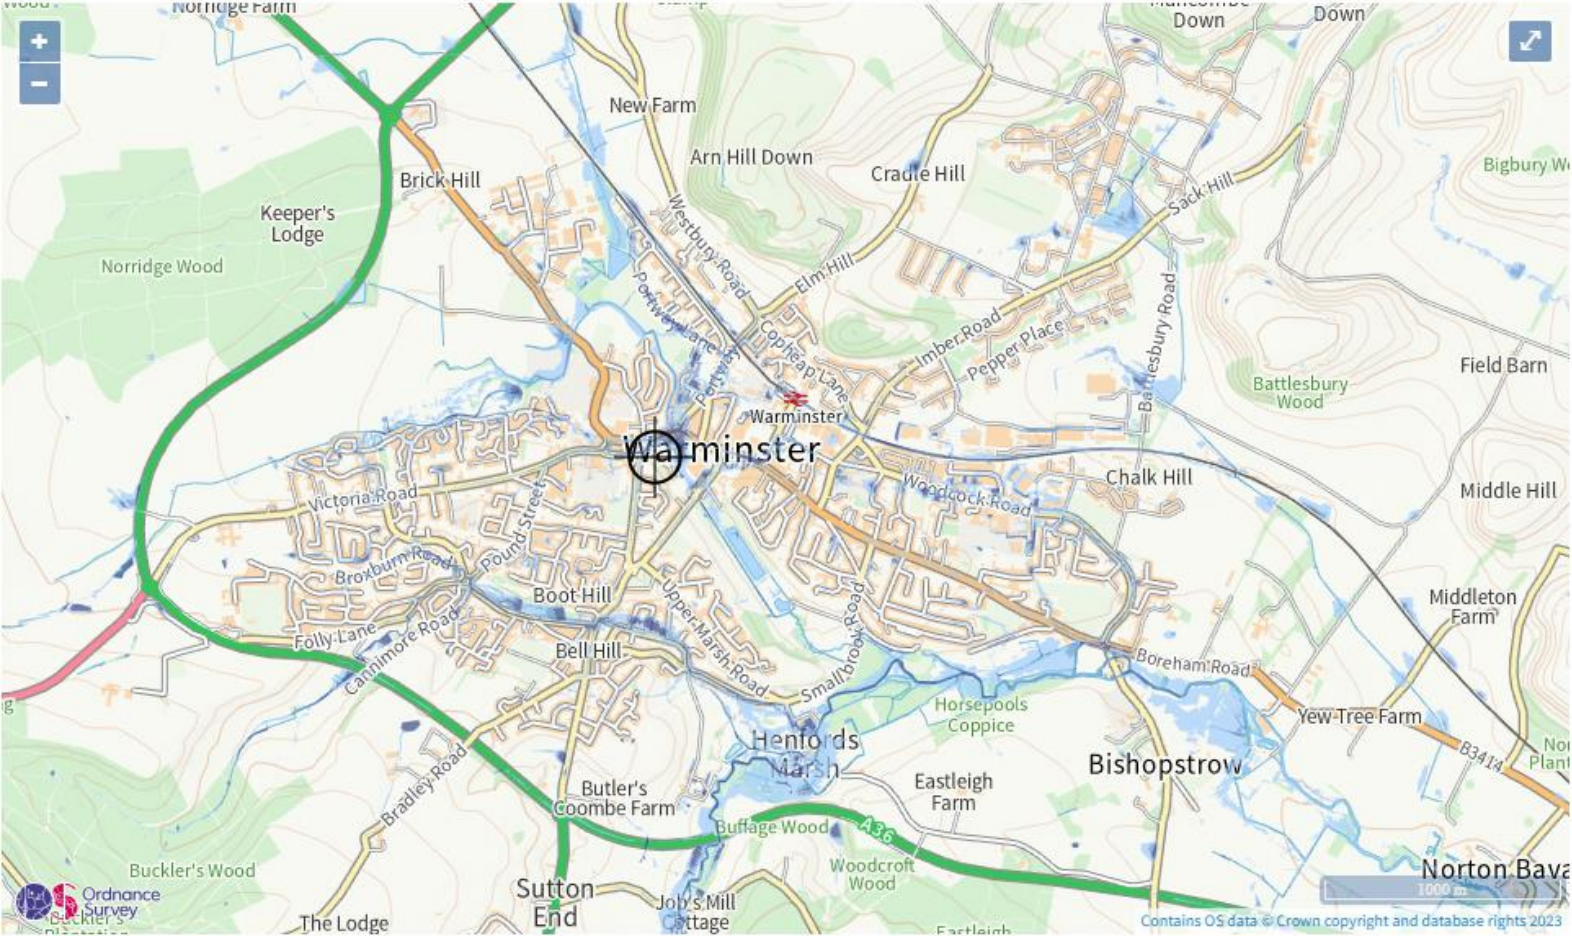 Norridge Farm
Down
Down
+
−
New Farm
Arn Hill Down
Cradle Hill
Bigbury
Brick Hill
Sack Hill
Keeper's
Lodge
Westbury Road
Norridge Wood
Elm Hill
Portway Lane
Battlesbury Road
Imber Road
Copheap Lane
Pepper Place
Portway
Field Barn
Battlesbury
Wood
Warminster
Warminster
Chalk Hill
Woodcock Road
Middle Hill
Victoria Road
Pound Street
Broxburn Road
Boot Hill
Upper Marsh Road
Middleton
Farm
Folly Lane
Cannimore Road
Bell Hill
Smallbrook Road
Boreham Road
Horsepools
Coppice
Yew Tree Farm
Henfords
Marsh
B3414
Bishopstrow
Bradley Road
Butler's
Coombe Farm
Eastleigh
Farm
Buffage Wood
A36
Woodcroft
Wood
Buckler's Wood
Norton Bava
Sutton
End
1000 m
Ordnance
Survey
Job's Mill
Cottage
The Lodge
Buckler's
Plantation
Eastleigh
Contains OS data © Crown copyright and database rights 2023